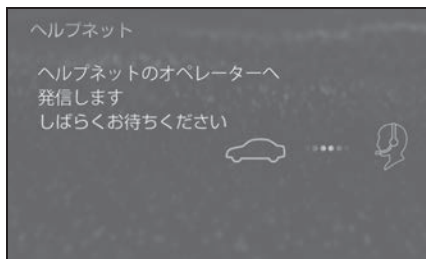 ヘルプネット
ヘルプネットのオペレーターへ
発信します
しばらくお待ちください